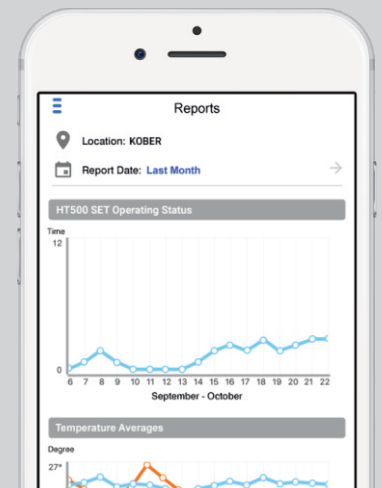 Reports
Location: KOBER
Report Date: Last Month
HT500 SET Operating Status
Time
12
0
6 7 8 9 10 11 12 13 14 15 16 17 18 19 20 21 22
September - October
Temperature Averages
Degree
27°